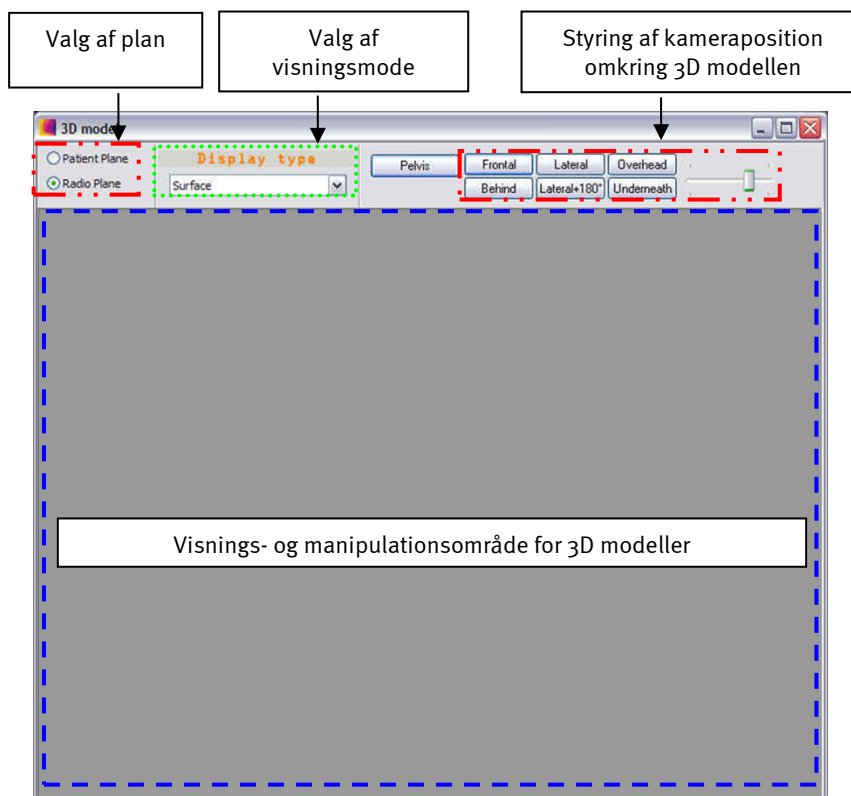 Valg af plan
Valg af
visningsmode
Styring af kameraposition
omkring 3D modellen
3D mode
Patient Plane
Radio Plane
Display type
Surface
Pelvis
Frontal
Lateral
Overhead
Behind
Lateral+180°
Underneath
Visnings- og manipulationsområde for 3D modeller